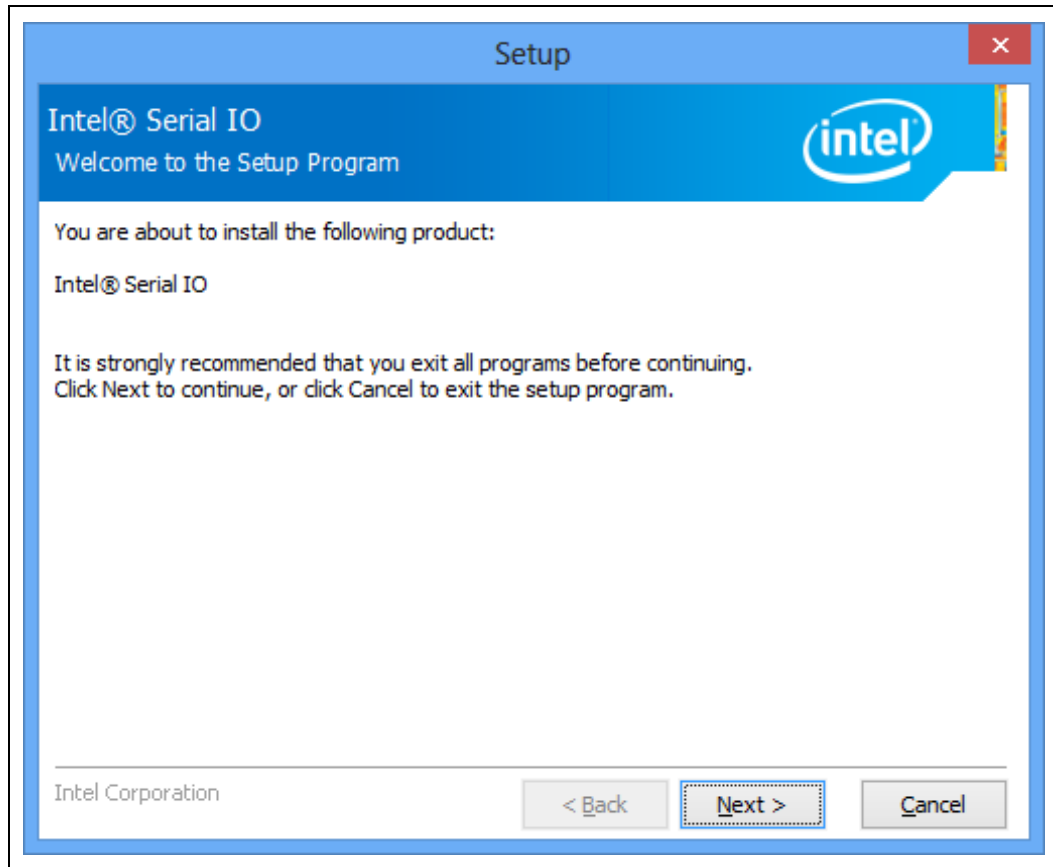 Setup
Intel® Serial IO
Welcome to the Setup Program
intel
You are about to install the following product:
Intel® Serial IO
It is strongly recommended that you exit all programs before continuing.
Click Next to continue, or click Cancel to exit the setup program.
Intel Corporation
< Back
Next >
Cancel